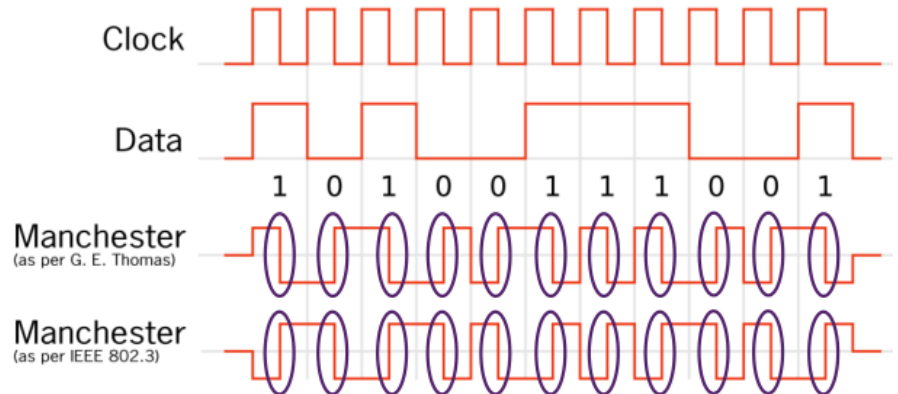 Clock
Data
1 0 1 0 0 1 1 1 0 0 1
Manchester
(as per G. E. Thomas)
Manchester
(as per IEEE 802.3)